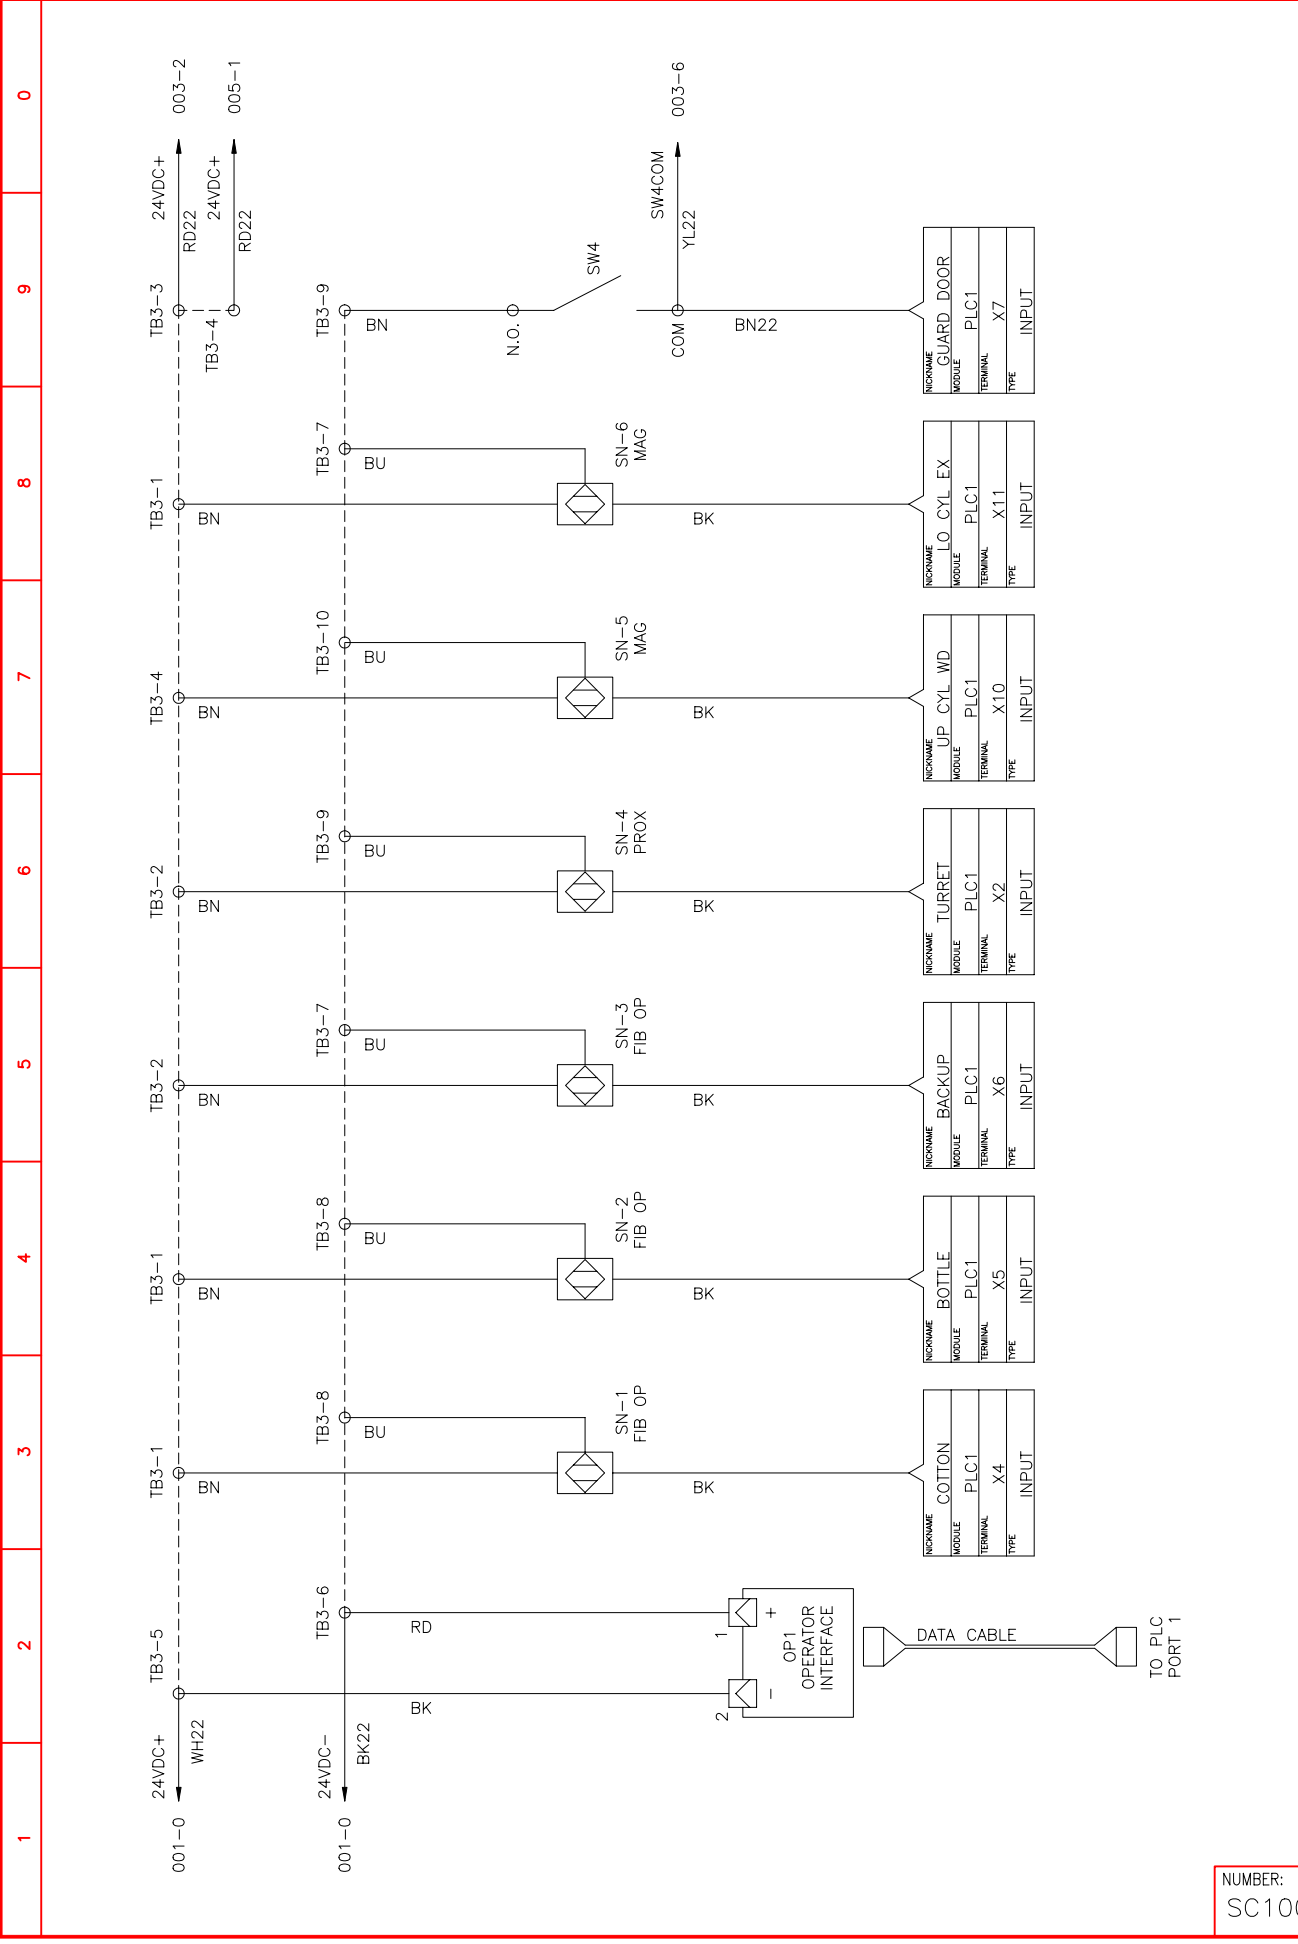 1
2
3
4
5
6
7
8
9
0
001-0
24VDC+
WH22
TB3-5
TB3-1
TB3-1
TB3-2
TB3-2
TB3-4
TB3-1
TB3-3
24VDC+
RD22
003-2
TB3-4
24VDC+
RD22
005-1
BN
BN
BN
BN
BN
BN
001-0
24VDC-
BK22
TB3-6
TB3-8
TB3-8
TB3-7
TB3-9
TB3-10
TB3-7
TB3-9
BK
RD
BU
BU
BU
BU
BU
BU
BN
N.O.
SW4
SN-1
FIB OP
SN-2
FIB OP
SN-3
FIB OP
SN-4
PROX
SN-5
MAG
SN-6
MAG
COM
SW4COM
YL22
003-6
BK
BK
BK
BK
BK
BK
BN22
2
1
-
+
OP1
OPERATOR
INTERFACE
DATA CABLE
TO PLC
PORT 1
NICKNAME
COTTON
MODULE
PLC1
TERMINAL
X4
TYPE
INPUT
NICKNAME
BOTTLE
MODULE
PLC1
TERMINAL
X5
TYPE
INPUT
NICKNAME
BACKUP
MODULE
PLC1
TERMINAL
X6
TYPE
INPUT
NICKNAME
TURRET
MODULE
PLC1
TERMINAL
X2
TYPE
INPUT
NICKNAME
UP CYL WD
MODULE
PLC1
TERMINAL
X10
TYPE
INPUT
NICKNAME
LO CYL EX
MODULE
PLC1
TERMINAL
X11
TYPE
INPUT
NICKNAME
GUARD DOOR
MODULE
PLC1
TERMINAL
X7
TYPE
INPUT
NUMBER: